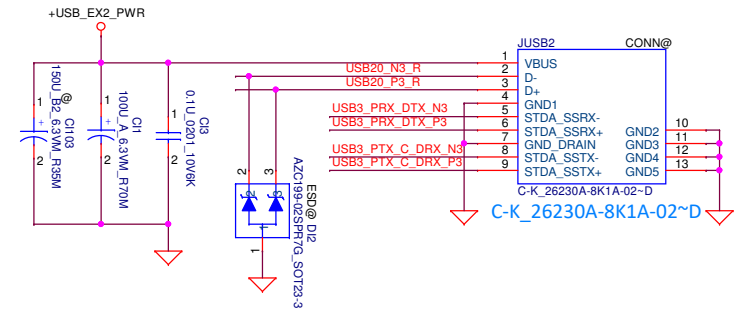 +USB_EX2_PWR
JUSB2
CONN@
1
VBUS
USB20_N3_R
2
D-
USB20_P3_R
3
D+
4
GND1
USB3_PRX_DTX_N3
5
STDA_SSRX-
USB3_PRX_DTX_P3
6
STDA_SSRX+
GND2
10
7
GND_DRAIN
GND3
11
USB3_PTX_C_DRX_N3
8
STDA_SSTX-
GND4
12
USB3_PTX_C_DRX_P3
9
STDA_SSTX+
GND5
13
C-K_26230A-8K1A-02~D
C-K_26230A-8K1A-02~D
1
+
2
@
CI103
150U_B2_6.3VM_R35M
1
+
2
CI1
100U_A_6.3VM_R70M
1
2
CI3
0.1U_0201_10V6K
2
3
2
3
1
1
ESD@ DI2
AZC199-02SPR7G_SOT23-3